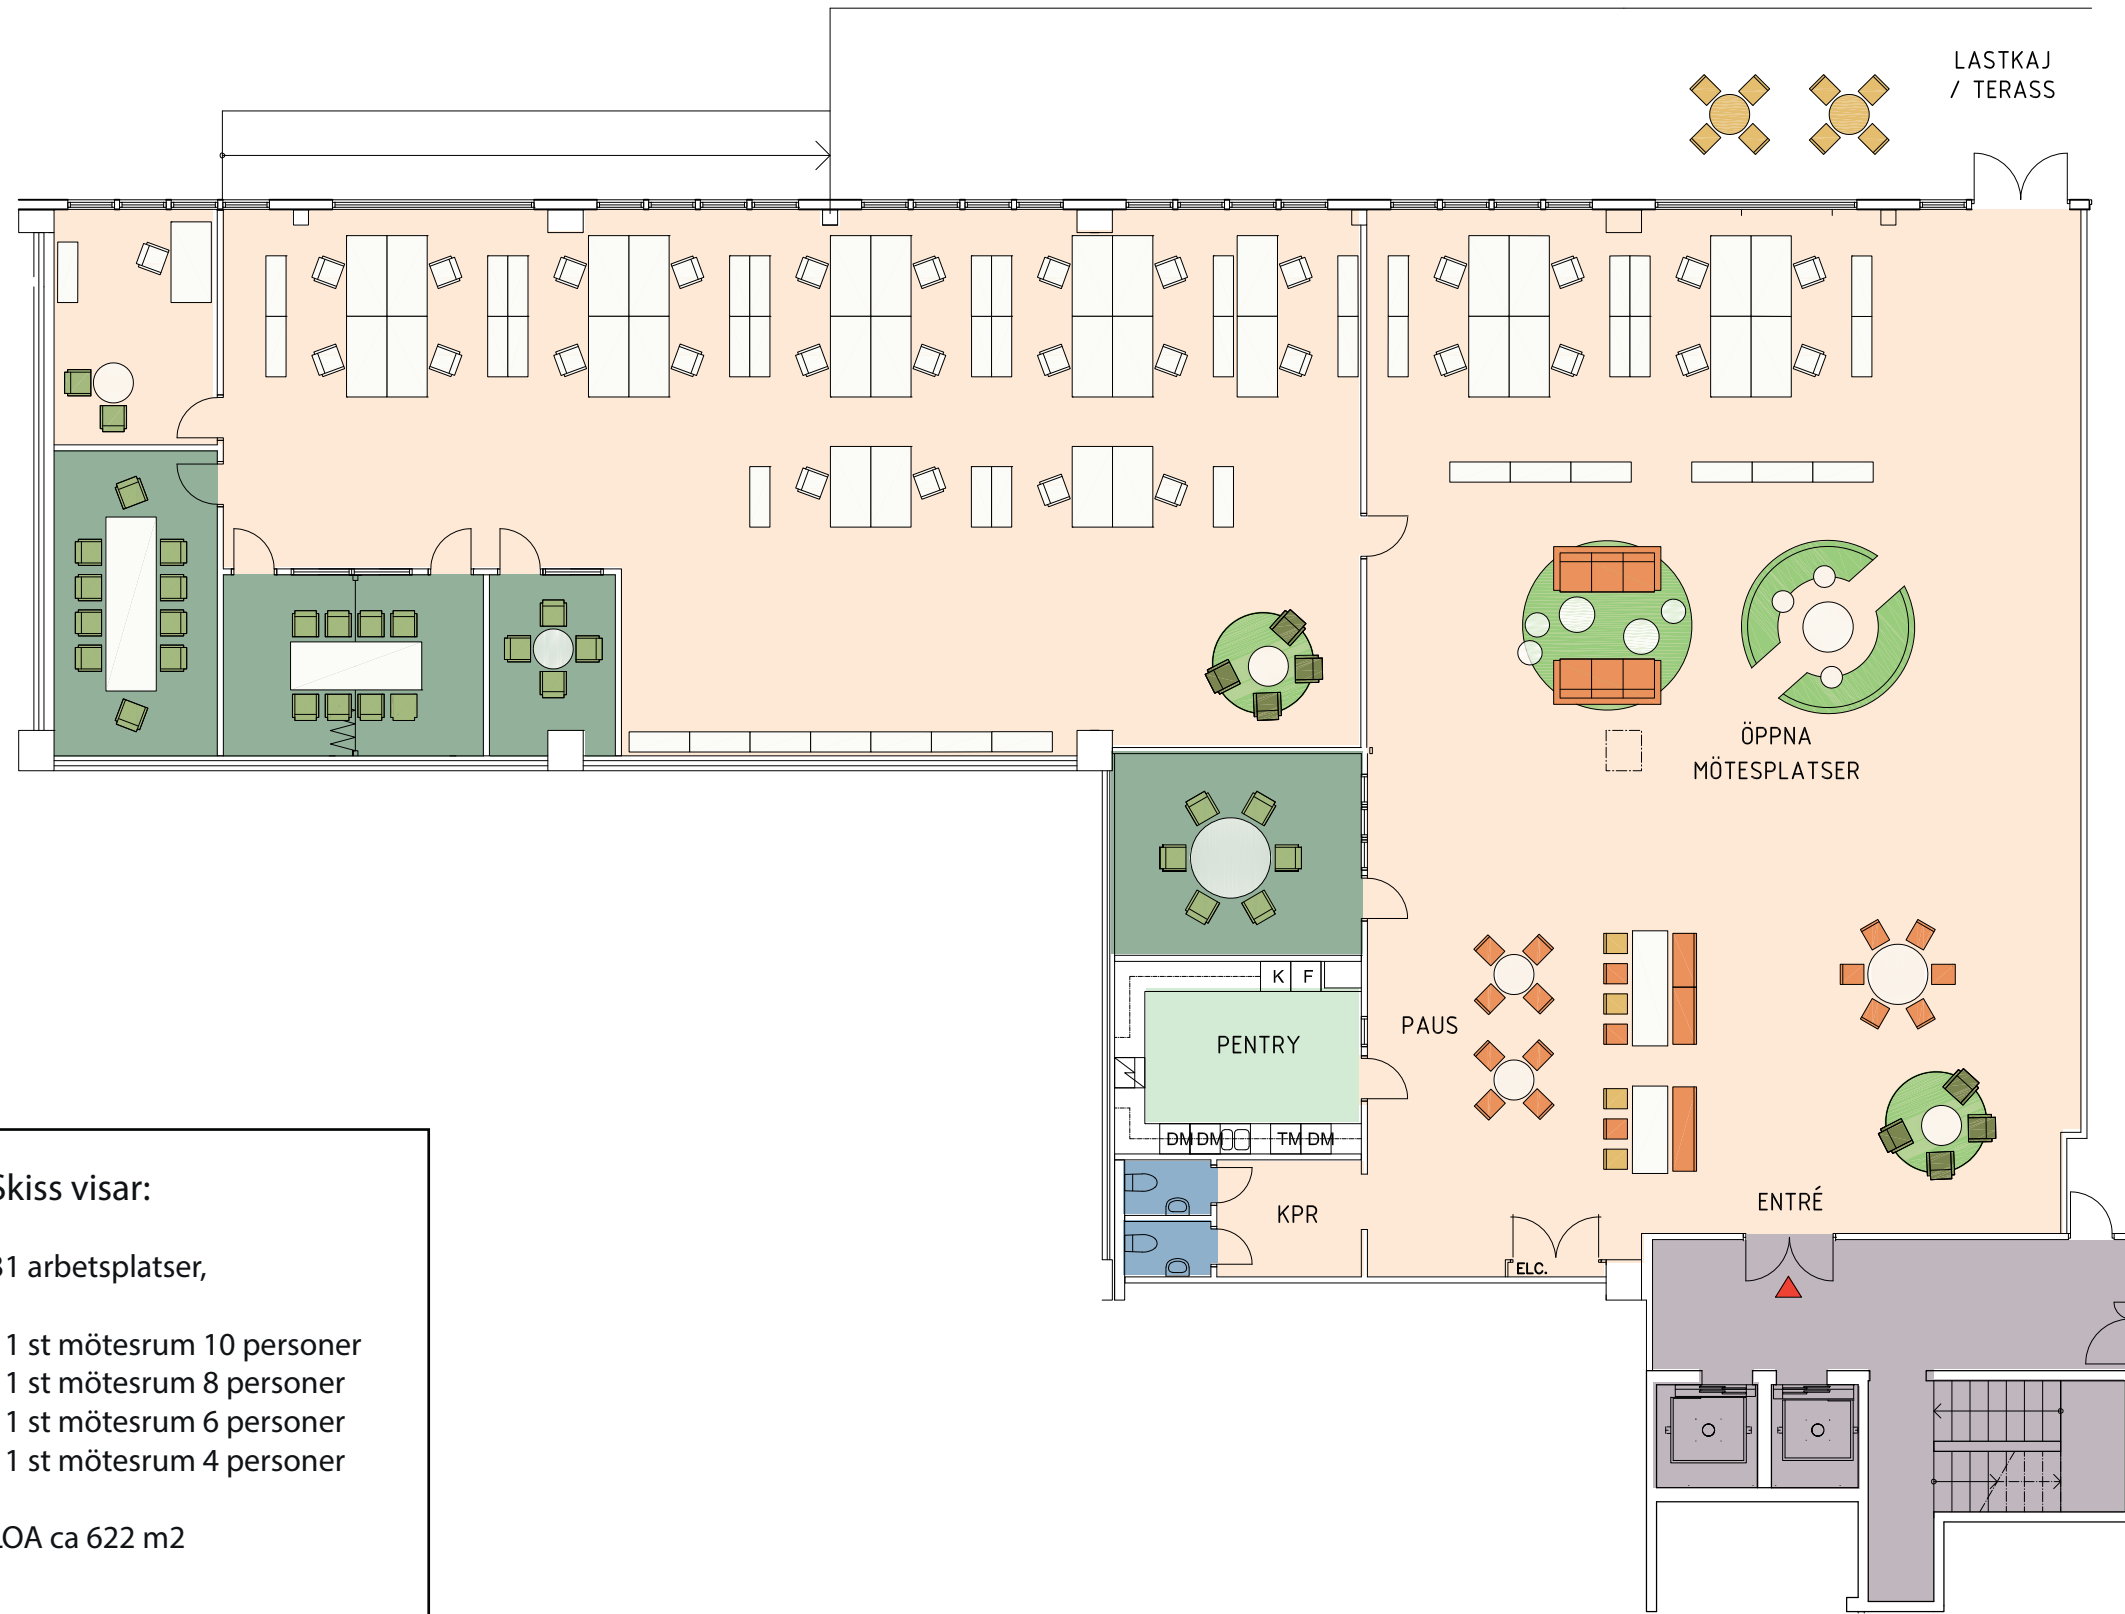 LASTKAJ
/ TERASS
ÖPPNA
MÖTESPLATSER
K F
PENTRY
PAUS
DM DM TM DM
KPR
ENTRÉ
ELC.
Skiss visar:
31 arbetsplatser,
1 st mötesrum 10 personer
1 st mötesrum 8 personer
1 st mötesrum 6 personer
1 st mötesrum 4 personer
LOA ca 622 m2